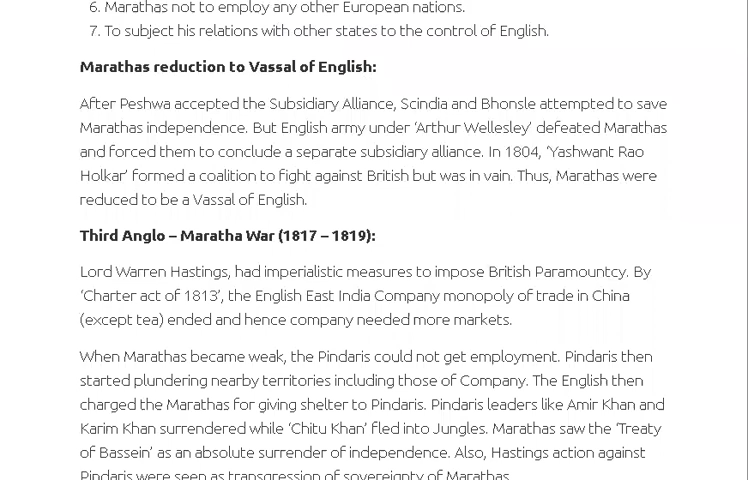 6. Marathas not to employ any other European nations.
7. To subject his relations with other states to the control of English.
Marathas reduction to Vassal of English:
After Peshwa accepted the Subsidiary Alliance, Scindia and Bhonsle attempted to save
Marathas independence. But English army under ‘Arthur Wellesley’ defeated Marathas
and forced them to conclude a separate subsidiary alliance. In 1804, ‘Yashwant Rao
Holkar’ formed a coalition to fight against British but was in vain. Thus, Marathas were
reduced to be a Vassal of English.
Third Anglo – Maratha War (1817 – 1819):
Lord Warren Hastings, had imperialistic measures to impose British Paramountcy. By
‘Charter act of 1813’, the English East India Company monopoly of trade in China
(except tea) ended and hence company needed more markets.
When Marathas became weak, the Pindaris could not get employment. Pindaris then
started plundering nearby territories including those of Company. The English then
charged the Marathas for giving shelter to Pindaris. Pindaris leaders like Amir Khan and
Karim Khan surrendered while ‘Chitu Khan’ fled into Jungles. Marathas saw the ‘Treaty
of Bassein’ as an absolute surrender of independence. Also, Hastings action against
Pindaris were seen as transgression of sovereignty of Marathas.